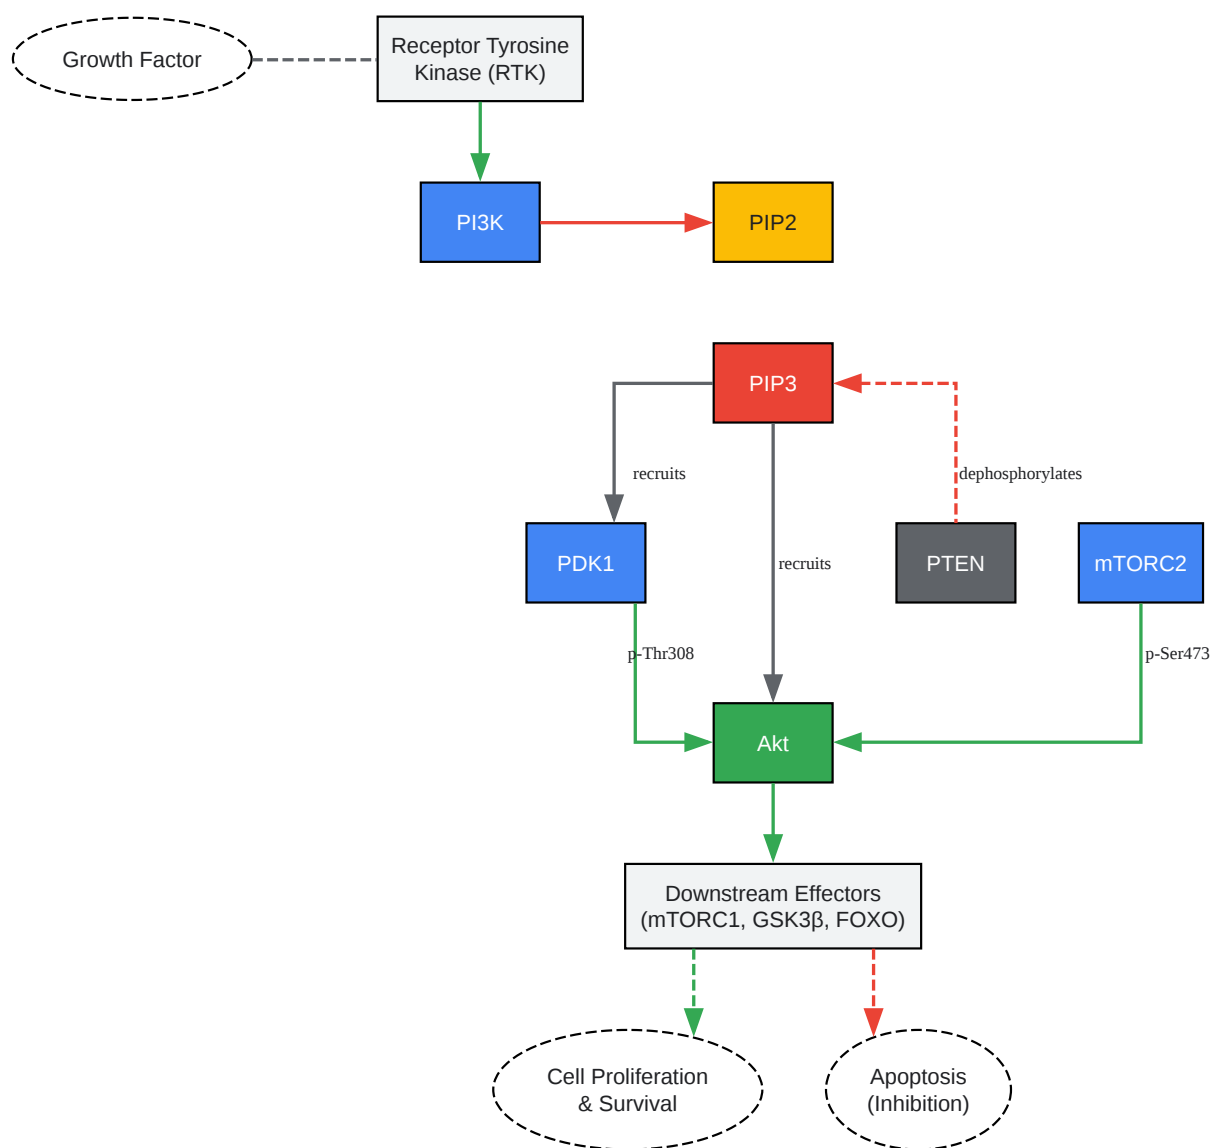 Growth Factor
Receptor Tyrosine
Kinase (RTK)
PI3K
PIP2
PIP3
recruits
dephosphorylates
PDK1
recruits
PTEN
mTORC2
p-Thr308
p-Ser473
Akt
Downstream Effectors
(mTORC1, GSK3β, FOXO)
Cell Proliferation
& Survival
Apoptosis
(Inhibition)